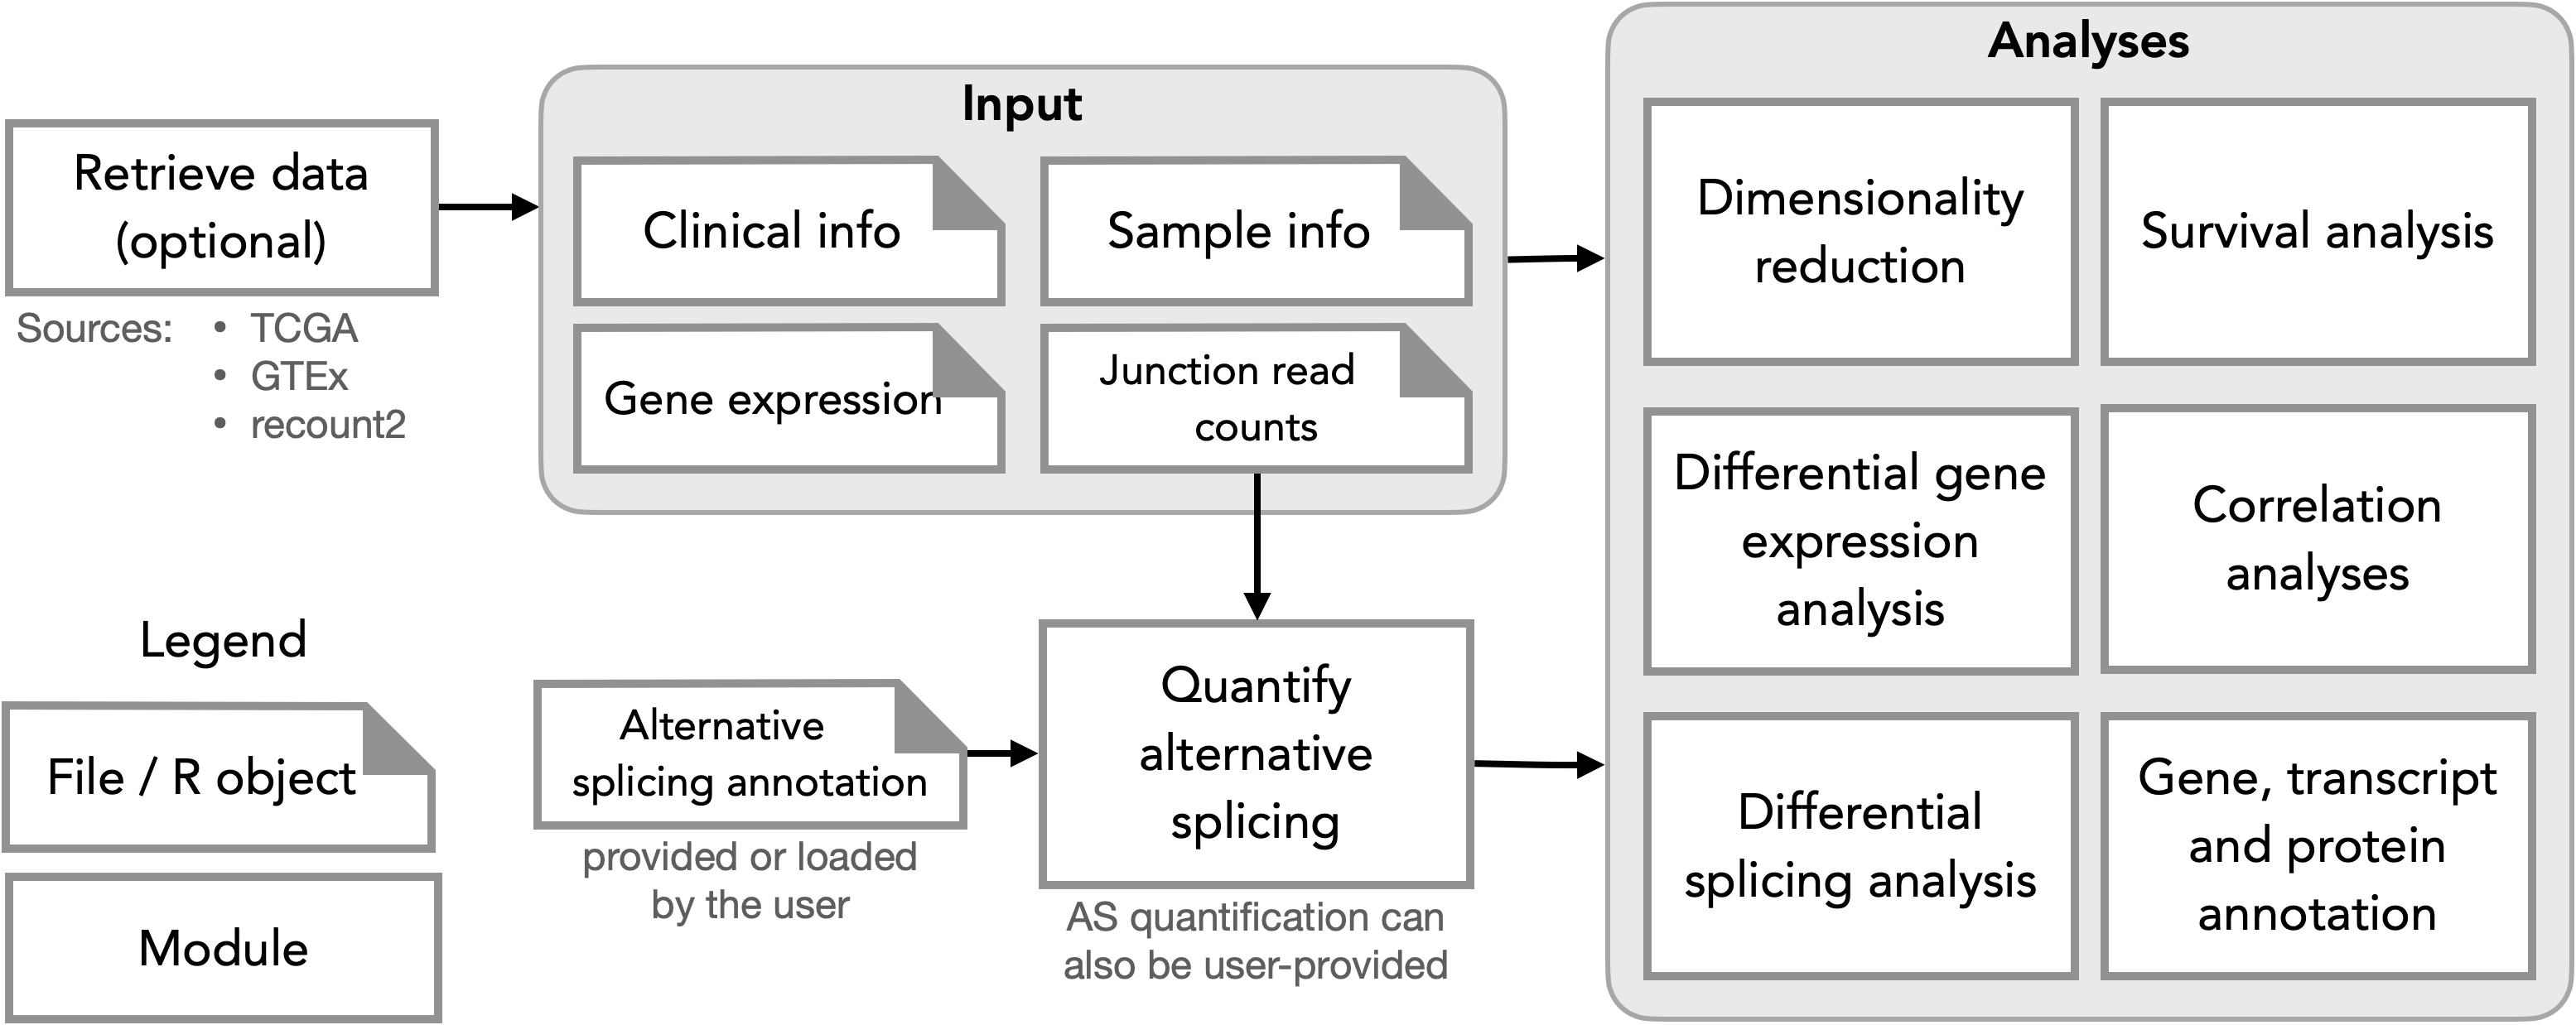 Retrieve data
(optional)
Sources:
• TCGA
• GTEx
• recount2
Input
Clinical info
Sample info
Gene expression
Junction read
counts
Analyses
Dimensionality
reduction
Survival analysis
Differential gene
expression
analysis
Correlation
analyses
Differential
splicing analysis
Gene, transcript
and protein
annotation
Legend
File / R object
Module
Alternative
splicing annotation
provided or loaded
by the user
Quantify
alternative
splicing
AS quantification can
also be user-provided